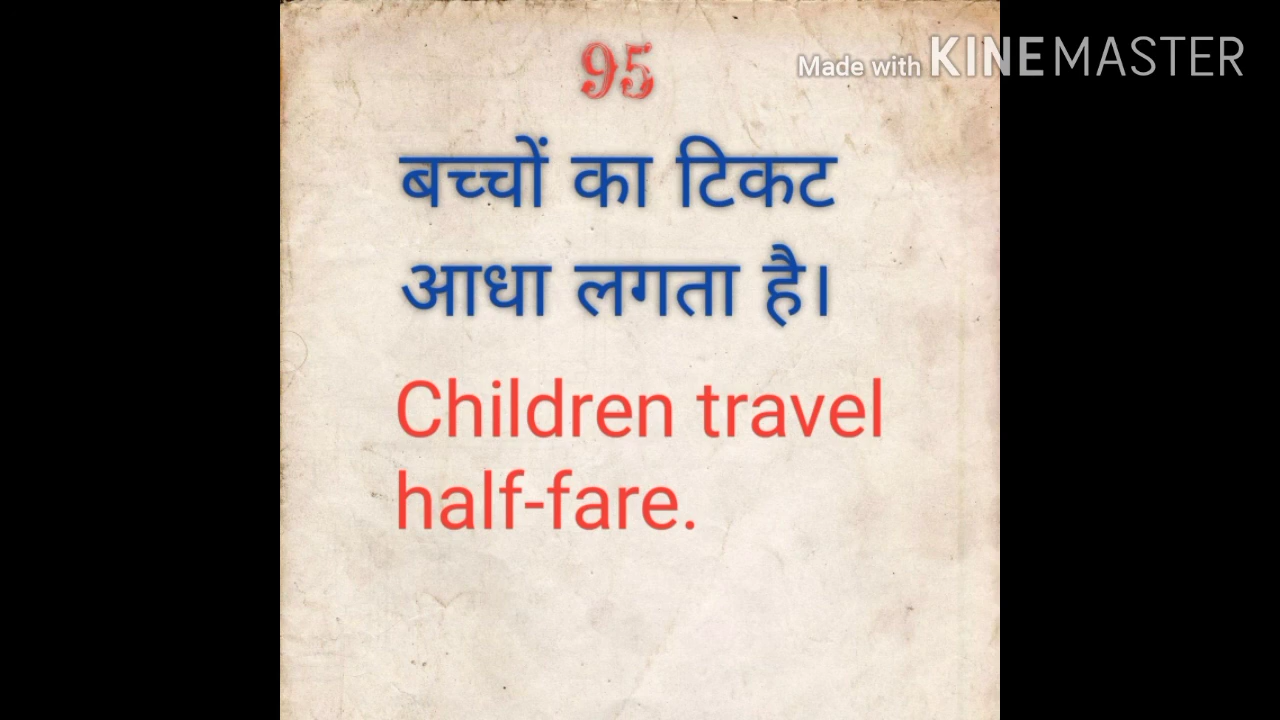 95
Made with KINEMASTER
बच्चों का टिकट
आधा लगता है।
Children travel
half-fare.